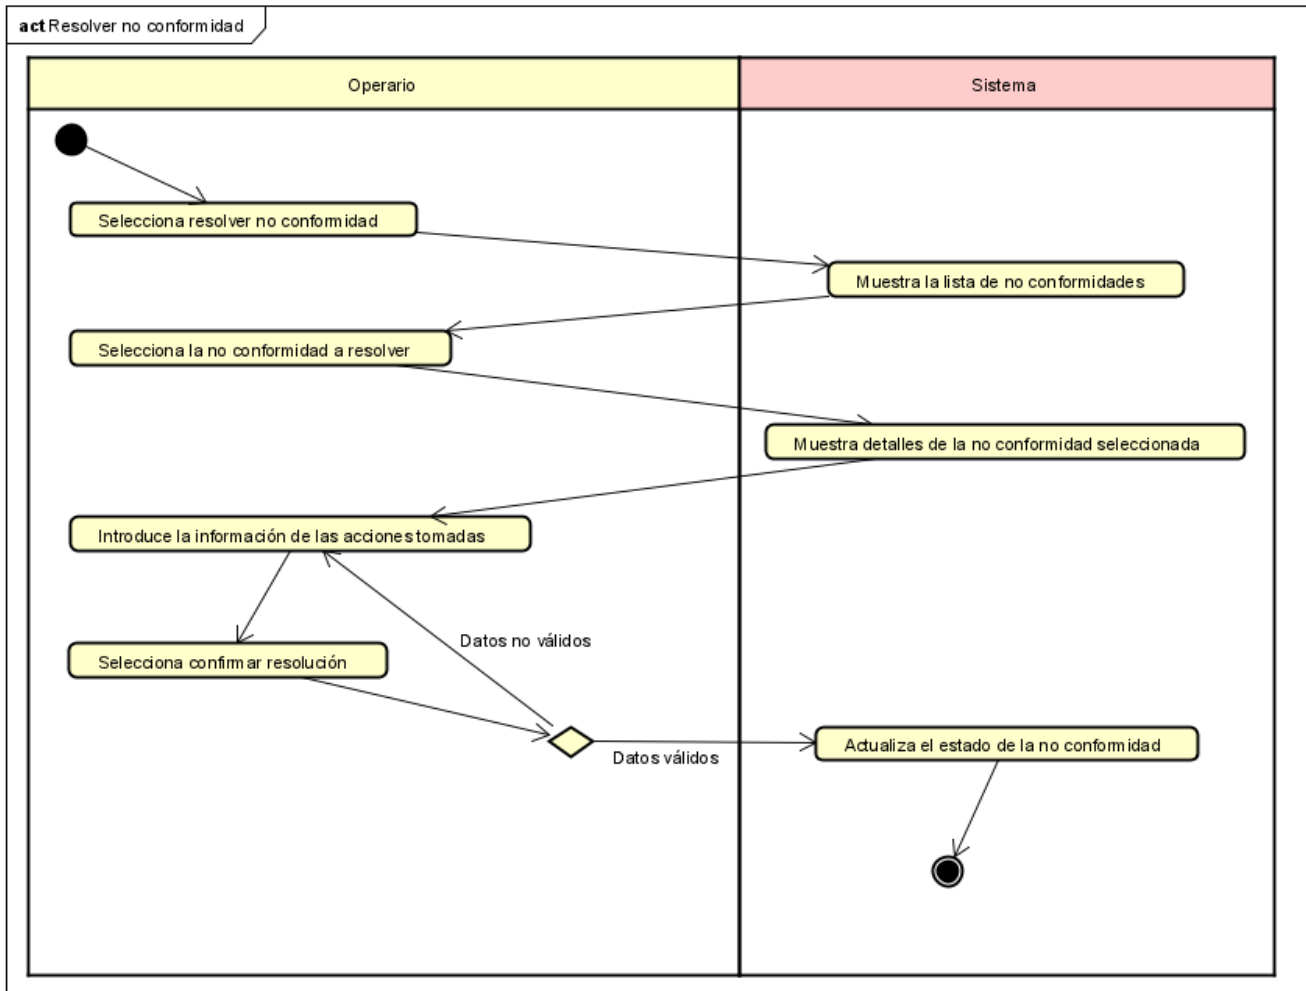 act Resolver no conformidad
Operario
Sistema
Selecciona resolver no conformidad
Muestra la lista de no conformidades
Selecciona la no conformidad a resolver
Muestra detalles de la no conformidad seleccionada
Introduce la información de las acciones tomadas
Datos no válidos
Selecciona confirmar resolución
Datos válidos
Actualiza el estado de la no conformidad